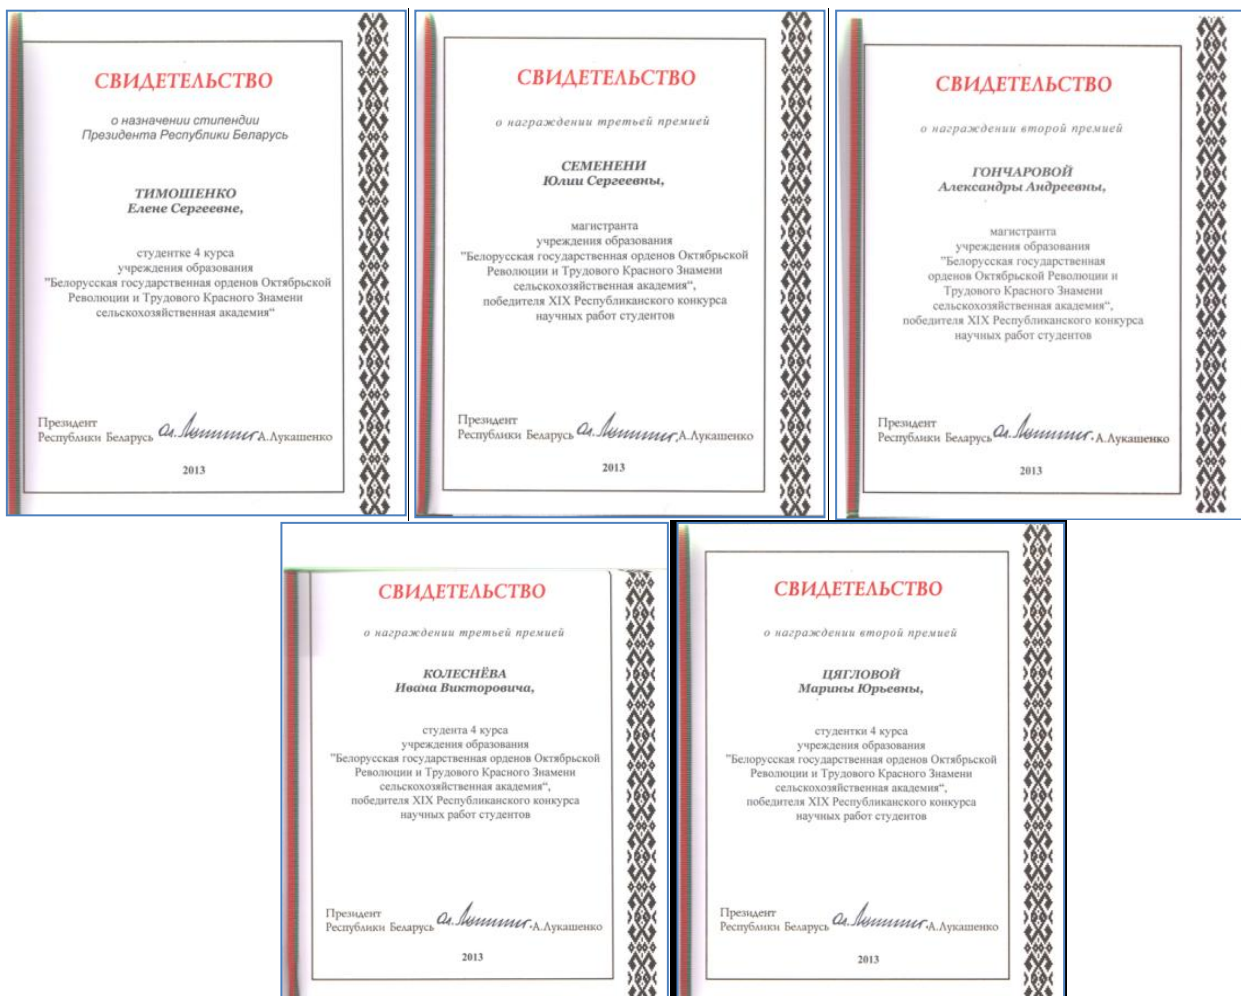 СВИДЕТЕЛЬСТВО
о назначении стипендии
Президента Республики Беларусь
ТИМОШЕНКО
Елене Сергеевне,
студентке 4 курса
учреждения образования
"Белорусская государственная орденов Октябрьской
Революции и Трудового Красного Знамени
сельскохозяйственная академия“
Президент
Республики Беларусь А.Лукашенко
2013
СВИДЕТЕЛЬСТВО
о награждении третьей премией
СЕМЕНЕНИ
Юлии Сергеевны,
магистранта
учреждения образования
"Белорусская государственная орденов Октябрьской
Революции и Трудового Красного Знамени
сельскохозяйственная академия“,
победителя XIX Республиканского конкурса
научных работ студентов
Президент
Республики Беларусь А.Лукашенко
2013
СВИДЕТЕЛЬСТВО
о награждении второй премией
ГОНЧАРОВОЙ
Александры Андреевны,
магистранта
учреждения образования
"Белорусская государственная
орденов Октябрьской Революции и
Трудового Красного Знамени
сельскохозяйственная академия“,
победителя XIX Республиканского конкурса
научных работ студентов
Президент
Республики Беларусь А.Лукашенко
2013
СВИДЕТЕЛЬСТВО
о награждении третьей премией
КОЛЕСНЁВА
Ивана Викторовича,
студента 4 курса
учреждения образования
"Белорусская государственная орденов Октябрьской
Революции и Трудового Красного Знамени
сельскохозяйственная академия“,
победителя XIX Республиканского конкурса
научных работ студентов
Президент
Республики Беларусь А.Лукашенко
2013
СВИДЕТЕЛЬСТВО
о награждении второй премией
ЦЯГЛОВОЙ
Марины Юрьевны,
студентки 4 курса
учреждения образования
"Белорусская государственная орденов Октябрьской
Революции и Трудового Красного Знамени
сельскохозяйственная академия“,
победителя XIX Республиканского конкурса
научных работ студентов
Президент
Республики Беларусь А.Лукашенко
2013